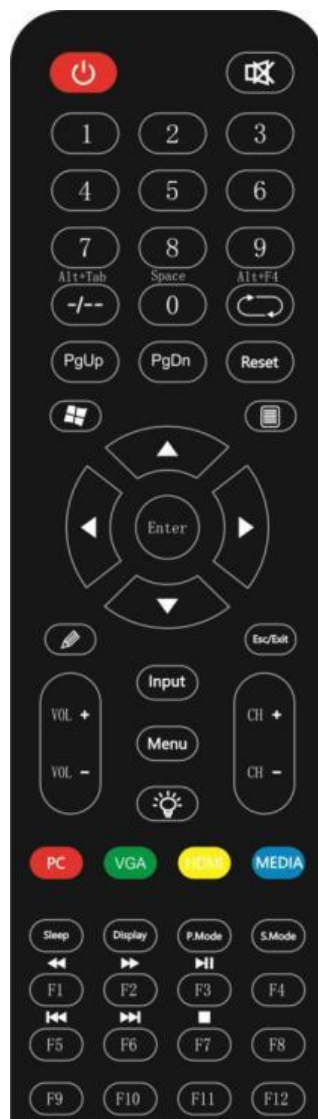 1 2 3
4 5 6
7 8 9
Alt+Tab Space Alt+F4
-/-- 0
PgUp PgDn Reset
Enter
Esc/Exit
Input
VOL + CH +
Menu
VOL - CH -
PC VGA HDMI MEDIA
Sleep Display P.Mode S.Mode
F1 F2 F3 F4
F5 F6 F7 F8
F9 F10 F11 F12